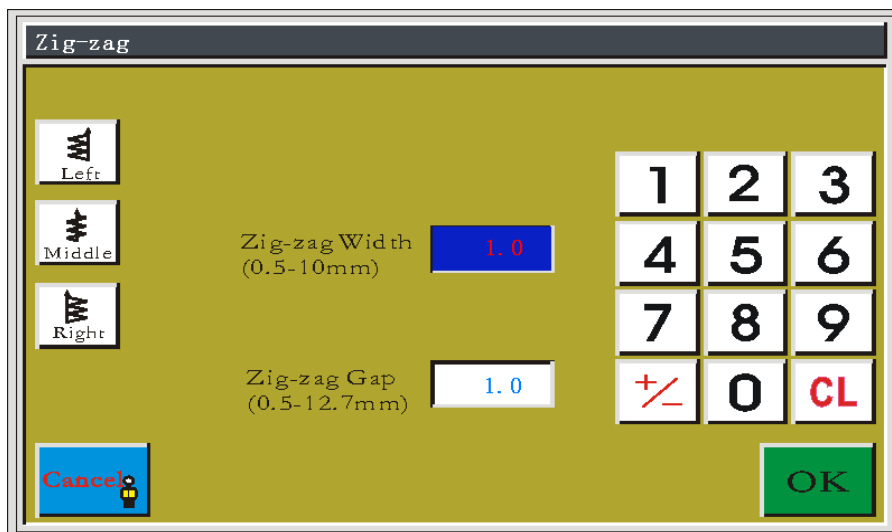 Zig-zag
Left
Middle
Right
Zig-zag Width
(0.5-10mm)
1.0
Zig-zag Gap
(0.5-12.7mm)
1.0
1 2 3
4 5 6
7 8 9
+/- 0 CL
Cancel
OK